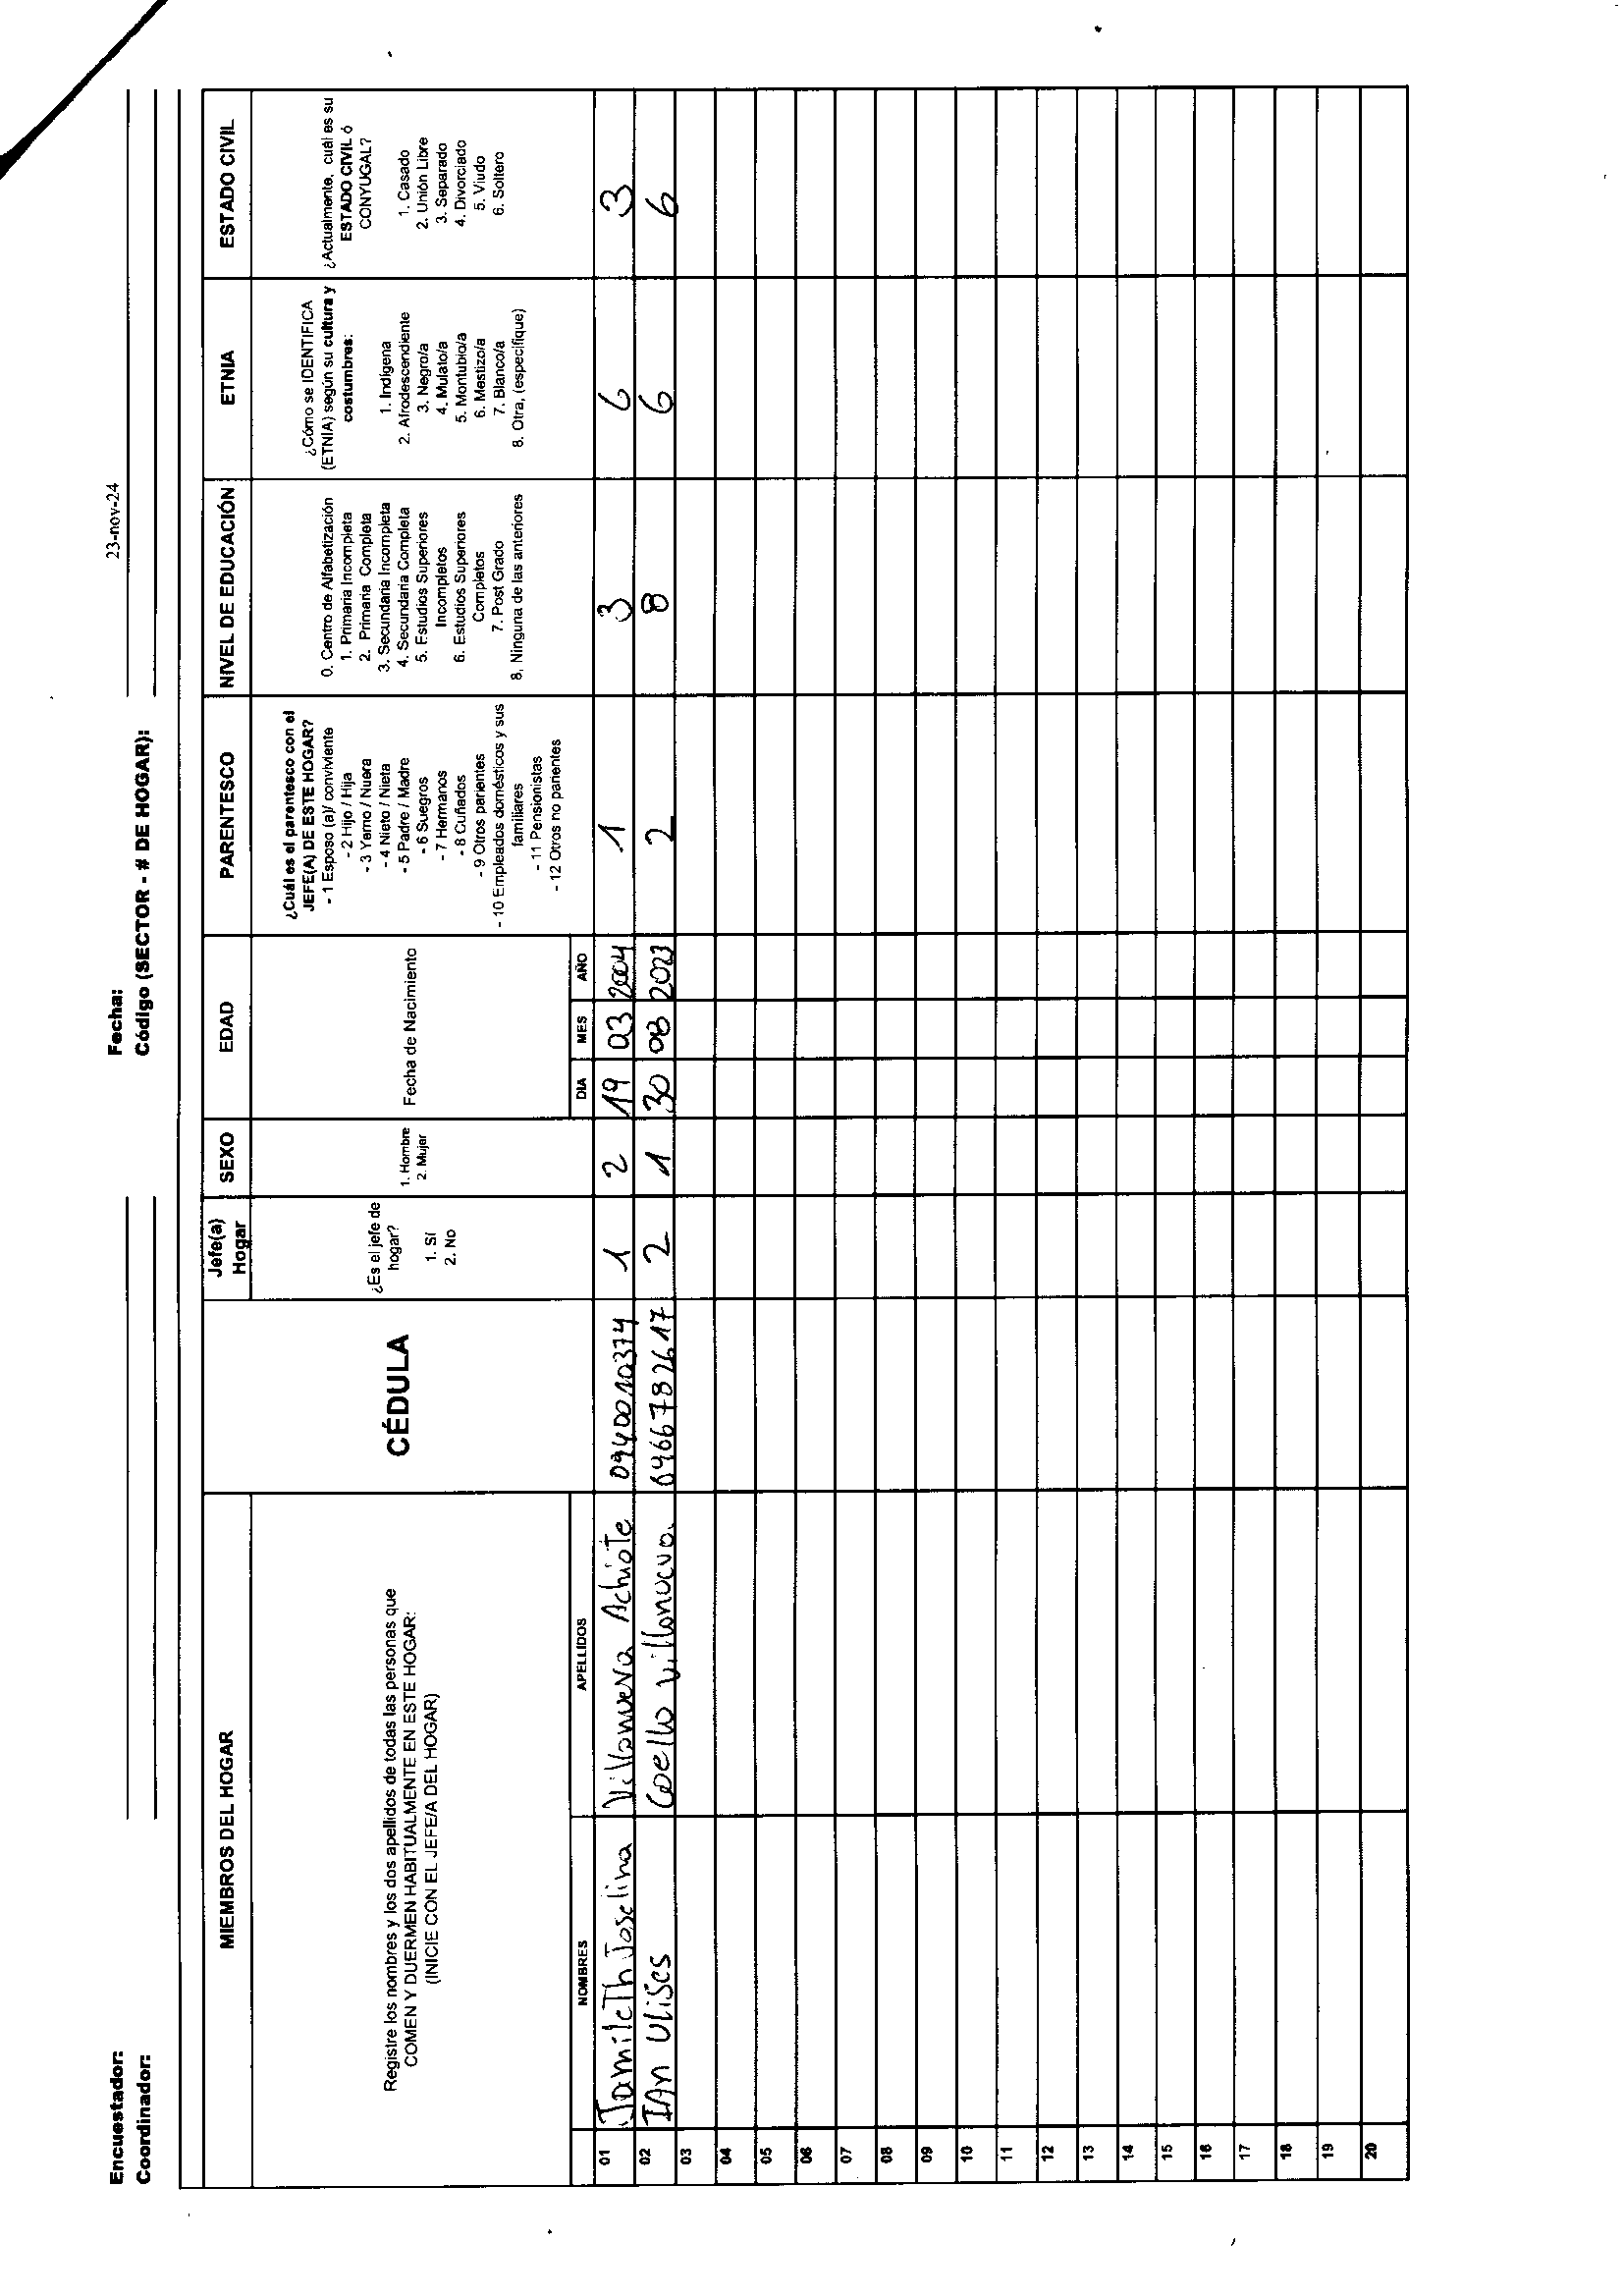 Encuestador:
Coordinador:
Fecha: 23-nov-24
Código (SECTOR - # DE HOGAR):
MIEMBROS DEL HOGAR
Registre los nombres y los dos apellidos de todas las personas que
COMEN Y DUERMEN HABITUALMENTE EN ESTE HOGAR:
(INICIE CON EL JEFE/A DEL HOGAR)
NOMBRES APELLIDOS
CÉDULA
Jefe(a)
Hogar
¿Es el jefe de
hogar?
1. Sí
2. No
SEXO
1. Hombre
2. Mujer
EDAD
Fecha de Nacimiento
DIA MES AÑO
PARENTESCO
¿Cuál es el parentesco con el
JEFE(A) DE ESTE HOGAR?
- 1 Esposo (a)/ conviviente
- 2 Hijo / Hija
- 3 Yerno / Nuera
- 4 Nieto / Nieta
- 5 Padre / Madre
- 6 Suegros
- 7 Hermanos
- 8 Cuñados
- 9 Otros parientes
- 10 Empleados domésticos y sus
familiares
- 11 Pensionistas
- 12 Otros no parientes
NIVEL DE EDUCACIÓN
0. Centro de Alfabetización
1. Primaria Incompleta
2. Primaria Completa
3. Secundaria Incompleta
4. Secundaria Completa
5. Estudios Superiores
Incompletos
6. Estudios Superiores
Completos
7. Post Grado
8. Ninguna de las anteriores
ETNIA
¿Cómo se IDENTIFICA
(ETNIA) según su cultura y
costumbres:
1. Indígena
2. Afrodescendiente
3. Negro/a
4. Mulato/a
5. Montubio/a
6. Mestizo/a
7. Blanco/a
8. Otra, (especifique)
ESTADO CIVIL
¿Actualmente, cuál es su
ESTADO CIVIL ó
CONYUGAL?
1. Casado
2. Unión Libre
3. Separado
4. Divorciado
5. Viudo
6. Soltero
01 JamileTh Joselina Villanueva Achiote 0940010374 1 2 19 03 2004 1 3 6 3
02 IAn Ulises Coello Villanueva. 0966782617 2 1 30 08 2023 2 8 6 6
03
04
05
06
07
08
09
10
11
12
13
14
15
16
17
18
19
20